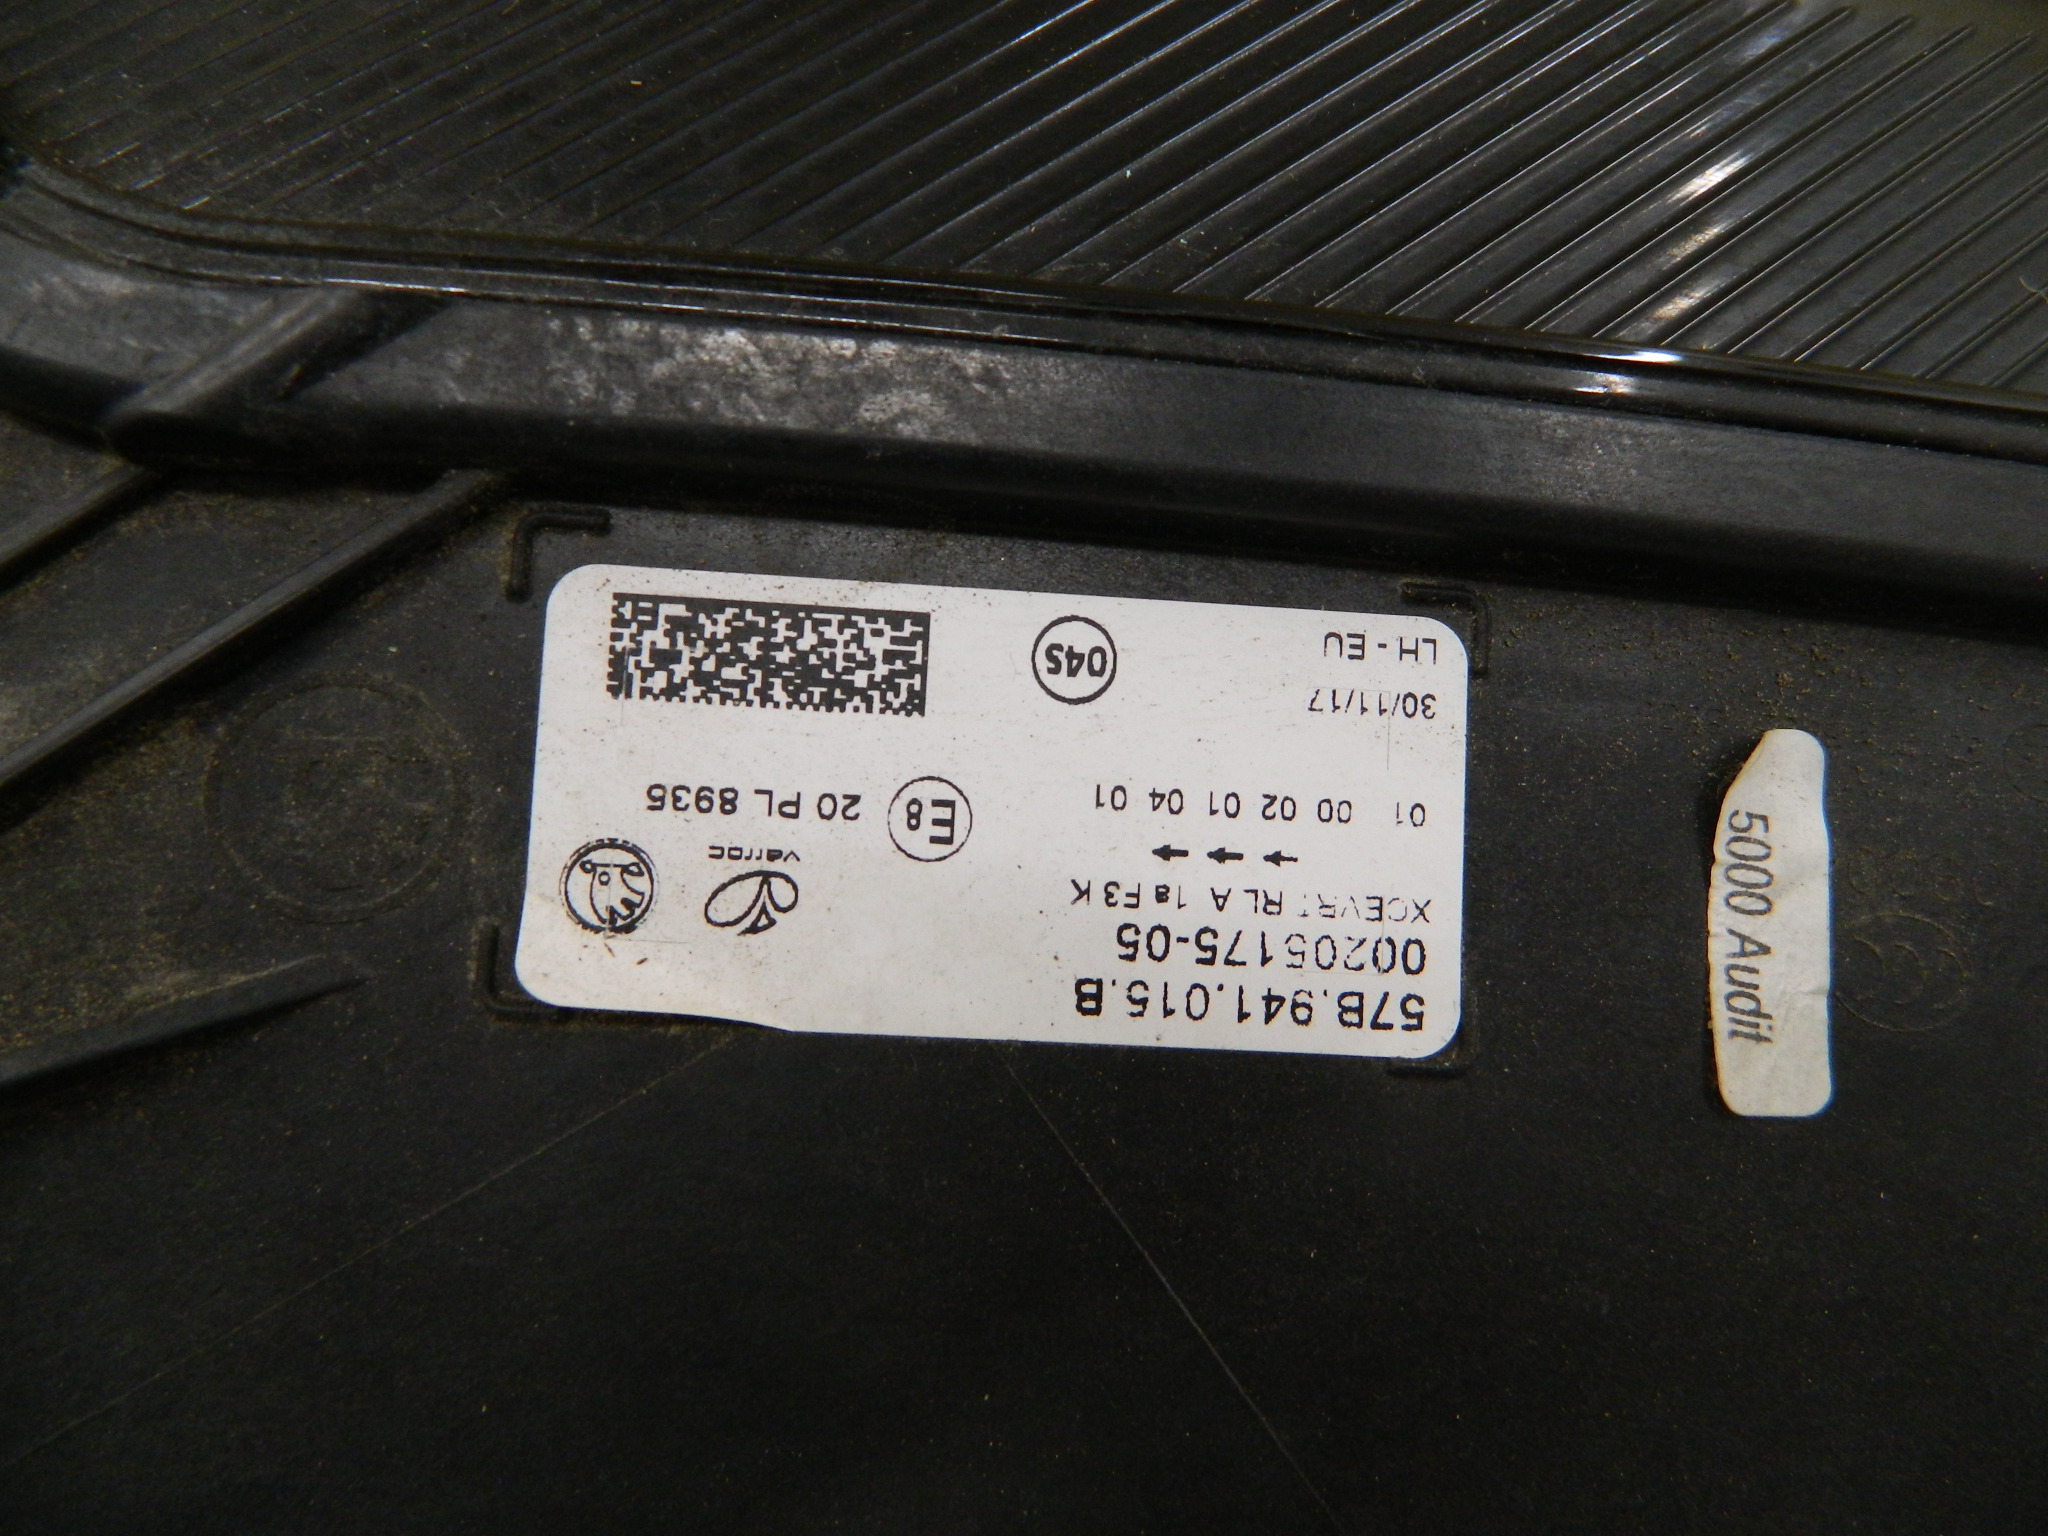 57B.941.015.B
00205175-05
XCEVRT RL A 1a F3 K
01 00 02 01 04 01
E8
20 PL 8935
varroc
30/11/17
LH - EU
04S
5000 Audit